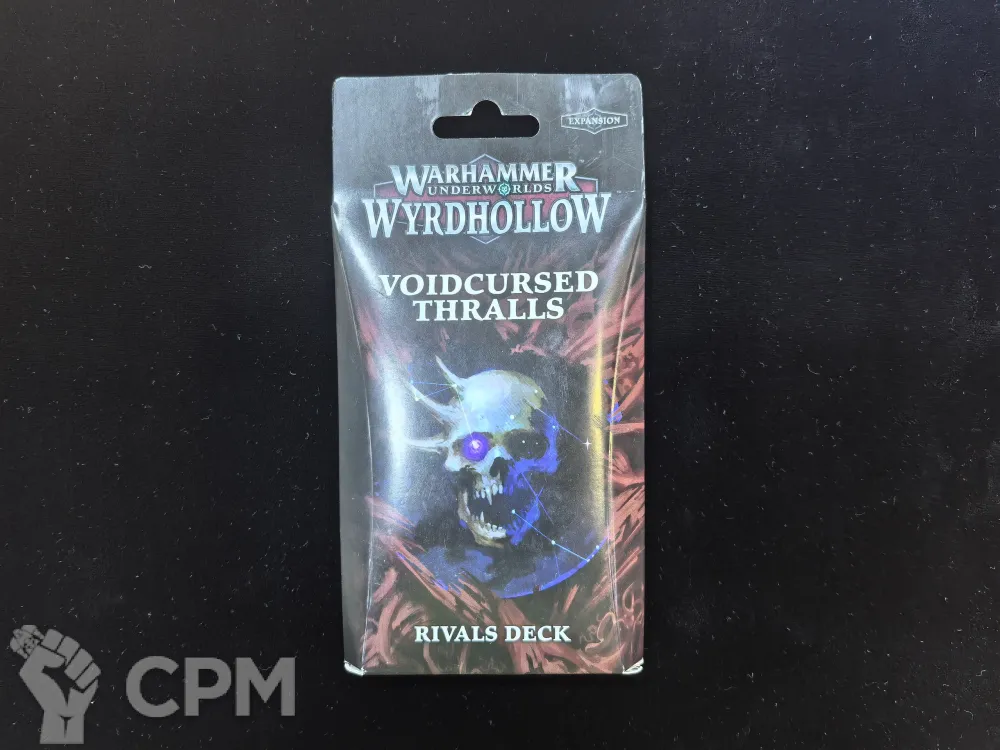 EXPANSION
WARHAMMER
UNDERWORLDS
WYRDHOLLOW
VOIDCURSED
THRALLS
RIVALS DECK
CPM